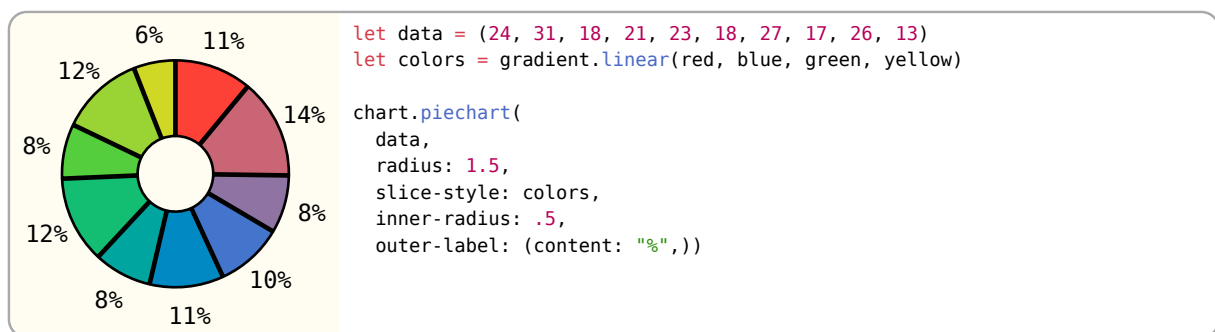 6%
11%
12%
14%
8%
8%
12%
10%
8%
11%
let data = (24, 31, 18, 21, 23, 18, 27, 17, 26, 13)
let colors = gradient.linear(red, blue, green, yellow)
chart.piechart(
  data,
  radius: 1.5,
  slice-style: colors,
  inner-radius: .5,
  outer-label: (content: "%",))